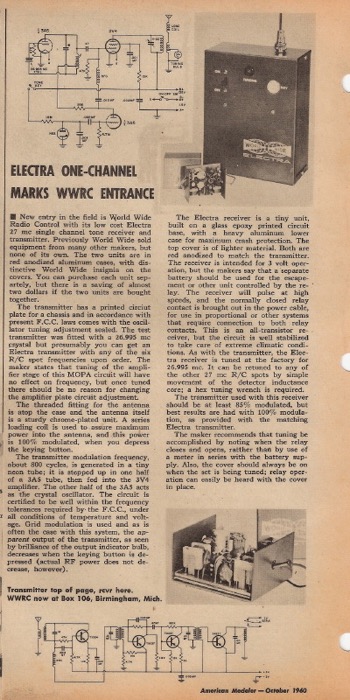 ELECTRA ONE-CHANNEL
MARKS WWRC ENTRANCE
■ New entry in the field is World Wide
Radio Control with its low cost Electra
27 mc single channel tone receiver and
transmitter. Previously World Wide sold
equipment from many other makers, but
none of its own. The two units are in
red anodized aluminum cases, with dis-
tinctive World Wide insignia on the
covers. You can purchase each unit sep-
arately, but there is a saving of almost
two dollars if the two units are bought
together.
The transmitter has a printed circuit
plate for a chassis and in accordance with
present F.C.C. laws comes with the oscil-
lator tuning adjustment sealed. The test
transmitter was fitted with a 26.995 mc
crystal but presumably you can get an
Electra transmitter with any of the six
R/C spot frequencies upon order. The
maker states that tuning of the ampli-
fier stage of this MOPA circuit will have
no effect on frequency, but once tuned
there should be no reason for changing
the amplifier plate circuit adjustment.
The threaded fitting for the antenna
is atop the case and the antenna itself
is a sturdy chrome-plated unit. A series
loading coil is used to assure maximum
power into the antenna, and this power
is 100% modulated, when you depress
the keying button.
The transmitter modulation frequency,
about 800 cycles, is generated in a tiny
neon tube; it is stepped up in one half
of a 3A5 tube, then fed into the 3V4
amplifier. The other half of the 3A5 acts
as the crystal oscillator. The circuit is
certified to be well within the frequency
tolerances required by the F.C.C., under
all conditions of temperature and volt-
age. Grid modulation is used and as is
often the case with this system, the ap-
parent output of the transmitter, as seen
by brilliance of the output indicator bulb,
decreases when the keying button is de-
pressed (actual RF power does not de-
crease, however).
Transmitter top of page, rcvr here.
WWRC now at Box 106, Birmingham, Mich.
WORLD WIDE
ELECTRA
The Electra receiver is a tiny unit,
built on a glass epoxy printed circuit
base, with a heavy aluminum lower
case for maximum crash protection. The
top cover is of lighter material. Both are
red anodized to match the transmitter.
The receiver is intended for 3 volt oper-
ation, but the makers say that a separate
battery should be used for the escape-
ment or other unit controlled by the re-
lay. The receiver will pulse at high
speeds, and the normally closed relay
contact is brought out in the power cable,
for use in proportional or other systems
that require connection to both relay
contacts. This is an all-transistor re-
ceiver, but the circuit is well stabilized
to take care of extreme climatic condi-
tions. As with the transmitter, the Elec-
tra receiver is tuned at the factory for
26.995 mc. It can be retuned to any of
the other 27 mc R/C spots by simple
movement of the detector inductance
core; a hex tuning wrench is required.
The transmitter used with this receiver
should be at least 85% modulated, but
best results are had with 100% modula-
tion, as provided with the matching
Electra transmitter.
The maker recommends that tuning be
accomplished by noting when the relay
closes and opens, rather than by use of
a meter in series with the battery sup-
ply. Also, the cover should always be on
when the set is being tuned; relay oper-
ation can easily be heard with the cover
in place.
American Modeler—October 1960